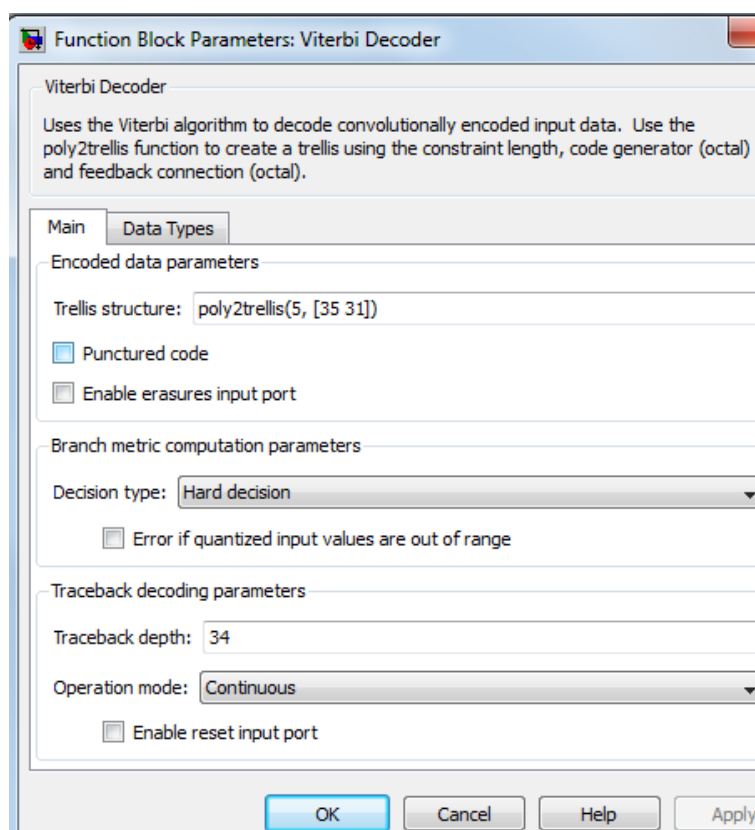 Function Block Parameters: Viterbi Decoder
Viterbi Decoder
Uses the Viterbi algorithm to decode convolutionally encoded input data.  Use the
poly2trellis function to create a trellis using the constraint length, code generator (octal)
and feedback connection (octal).
Main Data Types
Encoded data parameters
Trellis structure: poly2trellis(5, [35 31])
Punctured code
Enable erasures input port
Branch metric computation parameters
Decision type: Hard decision
Error if quantized input values are out of range
Traceback decoding parameters
Traceback depth: 34
Operation mode: Continuous
Enable reset input port
OK Cancel Help Apply